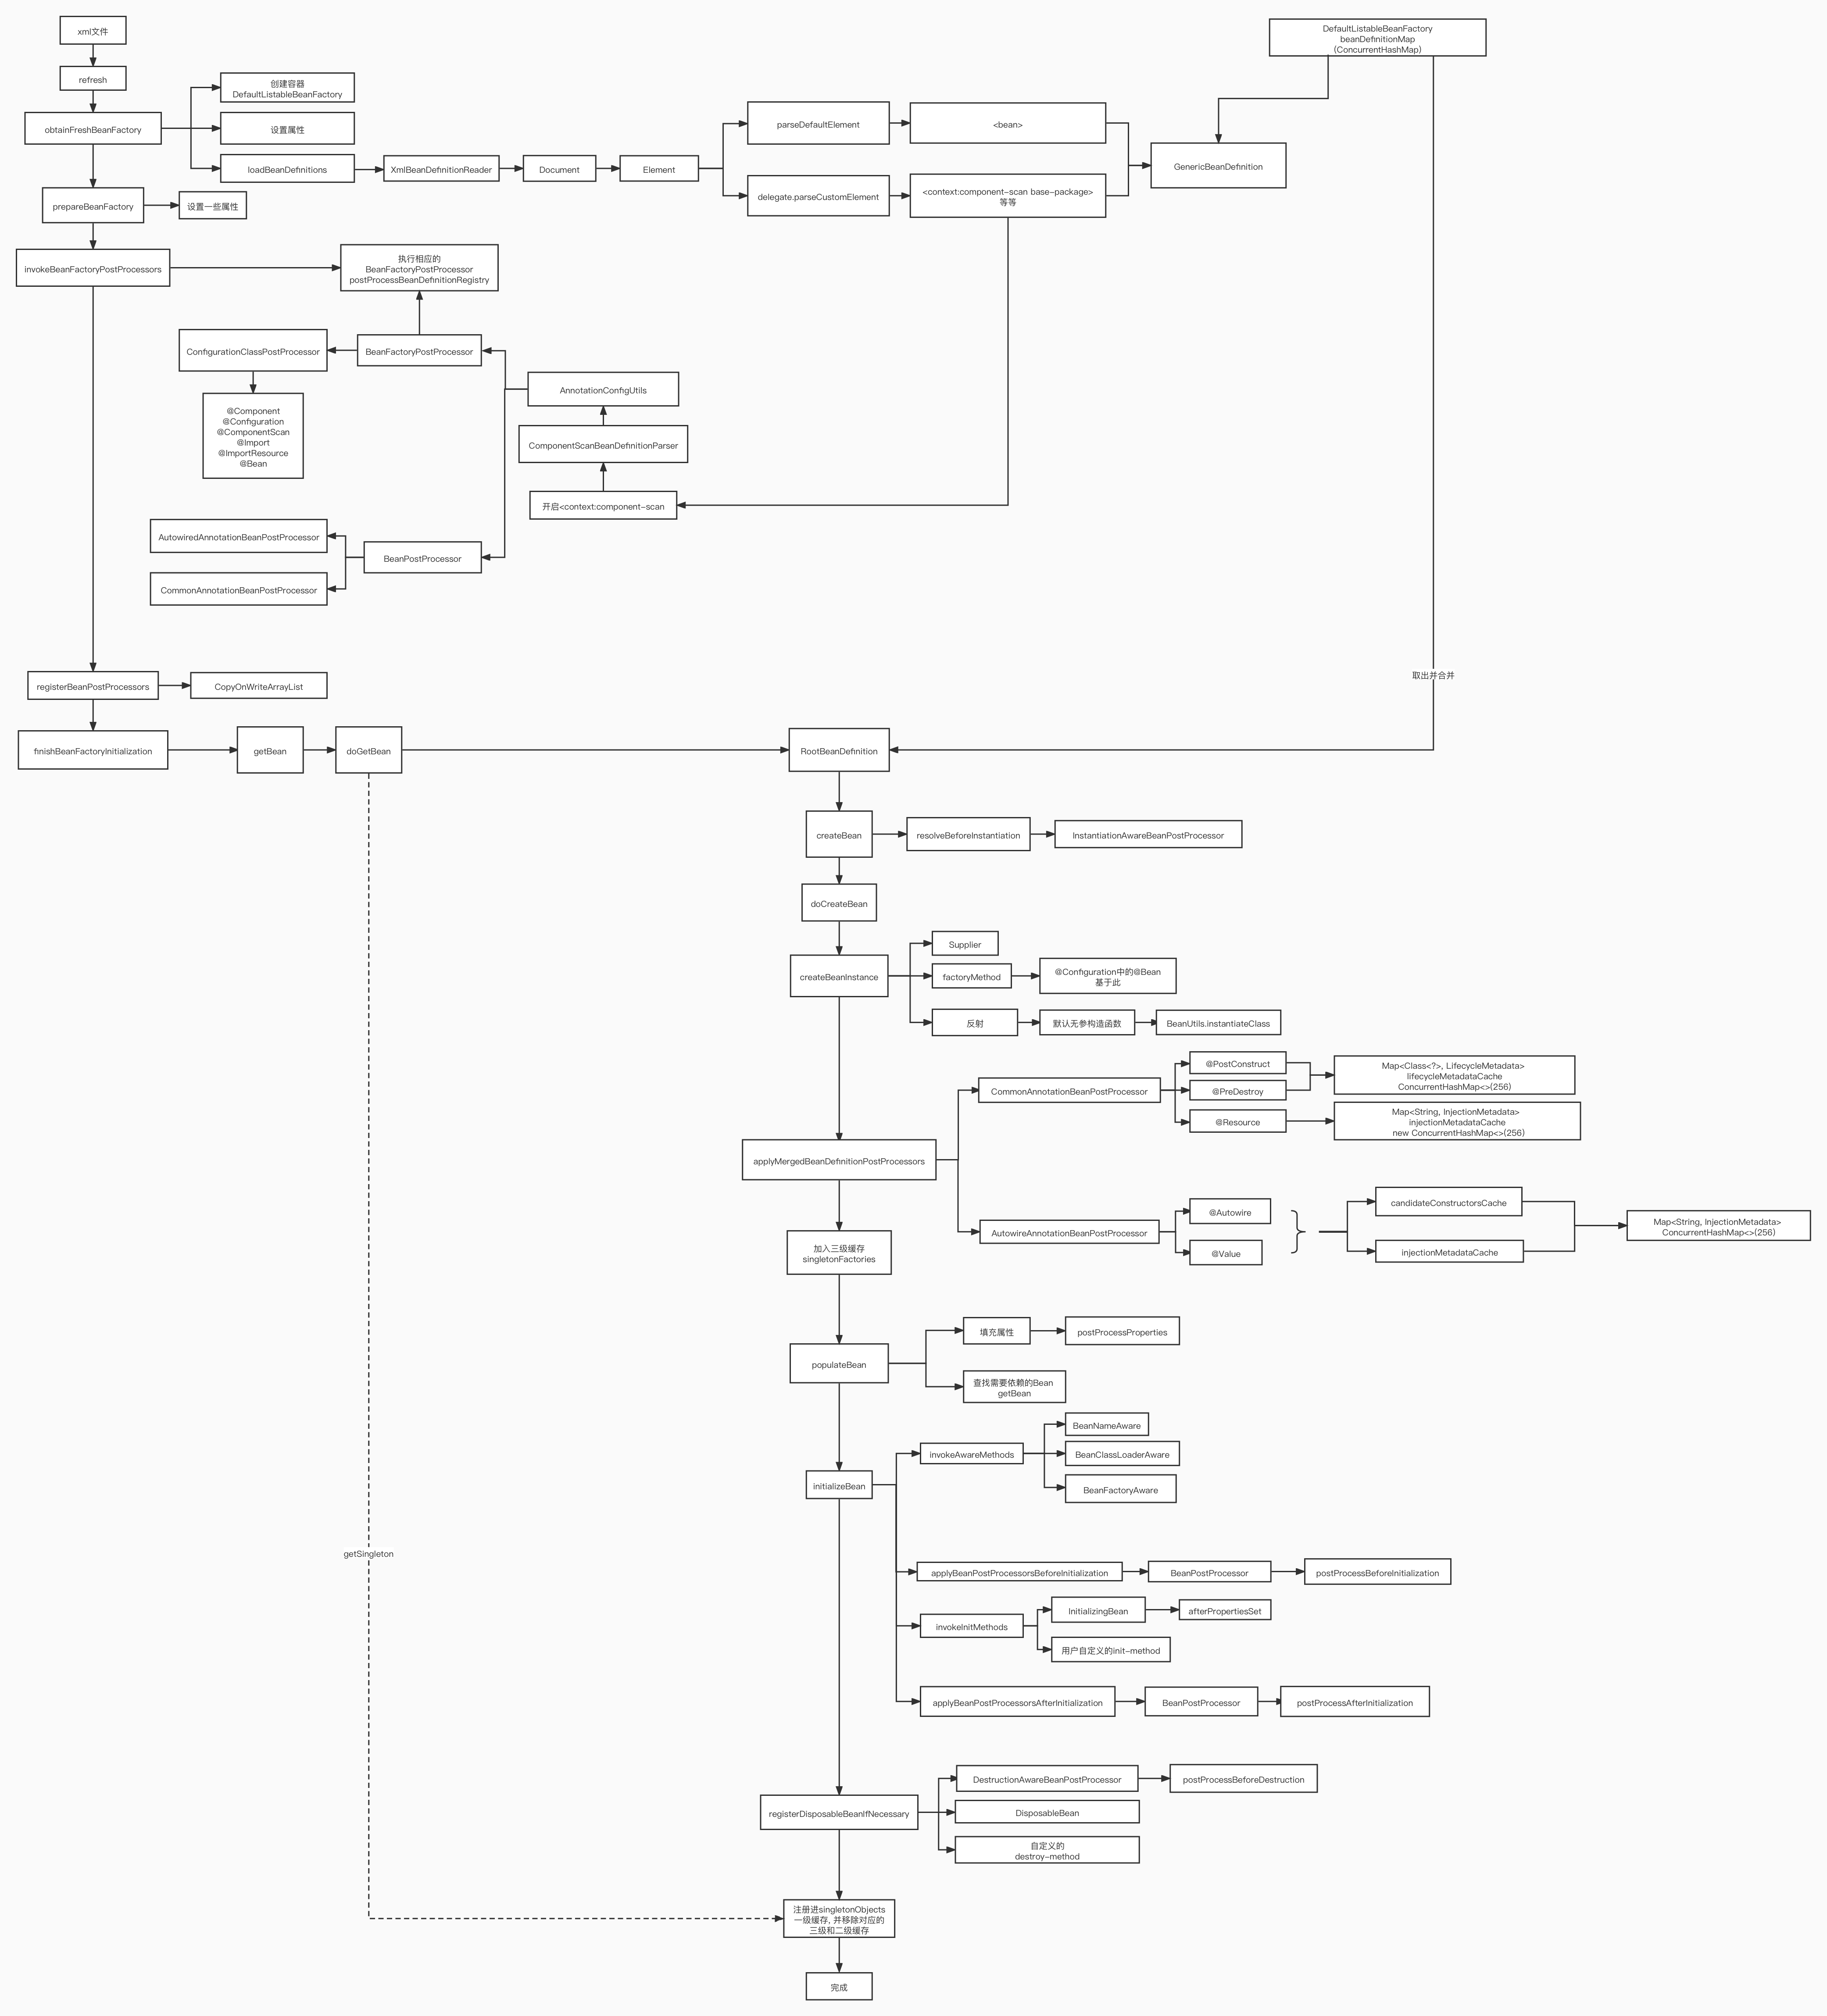 xml文件
DefaultListableBeanFactory
beanDefinitionMap
(ConcurrentHashMap)
refresh
创建容器
DefaultListableBeanFactory
obtainFreshBeanFactory
设置属性
parseDefaultElement
<bean>
loadBeanDefinitions
XmlBeanDefinitionReader
Document
Element
GenericBeanDefinition
prepareBeanFactory
设置一些属性
delegate.parseCustomElement
<context:component-scan base-package>
等等
invokeBeanFactoryPostProcessors
执行相应的
BeanFactoryPostProcessor
postProcessBeanDefinitionRegistry
ConfigurationClassPostProcessor
BeanFactoryPostProcessor
AnnotationConfigUtils
@Component
@Configuration
@ComponentScan
@Import
@ImportResource
@Bean
ComponentScanBeanDefinitionParser
开启<context:component-scan
AutowiredAnnotationBeanPostProcessor
BeanPostProcessor
CommonAnnotationBeanPostProcessor
registerBeanPostProcessors
CopyOnWriteArrayList
取出并合并
finishBeanFactoryInitialization
getBean
doGetBean
RootBeanDefinition
createBean
resolveBeforeInstantiation
InstantiationAwareBeanPostProcessor
doCreateBean
Supplier
createBeanInstance
factoryMethod
@Configuration中的@Bean
基于此
反射
默认无参构造函数
BeanUtils.instantiateClass
@PostConstruct
Map<Class<?>, LifecycleMetadata>
lifecycleMetadataCache
ConcurrentHashMap<>(256)
CommonAnnotationBeanPostProcessor
@PreDestroy
@Resource
Map<String, InjectionMetadata>
injectionMetadataCache
new ConcurrentHashMap<>(256)
applyMergedBeanDefinitionPostProcessors
AutowireAnnotationBeanPostProcessor
@Autowire
@Value
candidateConstructorsCache
injectionMetadataCache
Map<String, InjectionMetadata>
ConcurrentHashMap<>(256)
加入三级缓存
singletonFactories
填充属性
postProcessProperties
populateBean
查找需要依赖的Bean
getBean
BeanNameAware
invokeAwareMethods
BeanClassLoaderAware
initializeBean
BeanFactoryAware
getSingleton
applyBeanPostProcessorsBeforeInitialization
BeanPostProcessor
postProcessBeforeInitialization
InitializingBean
afterPropertiesSet
invokeInitMethods
用户自定义的init-method
applyBeanPostProcessorsAfterInitialization
BeanPostProcessor
postProcessAfterInitialization
DestructionAwareBeanPostProcessor
postProcessBeforeDestruction
registerDisposableBeanIfNecessary
DisposableBean
自定义的
destroy-method
注册进singletonObjects
一级缓存, 并移除对应的
三级和二级缓存
完成